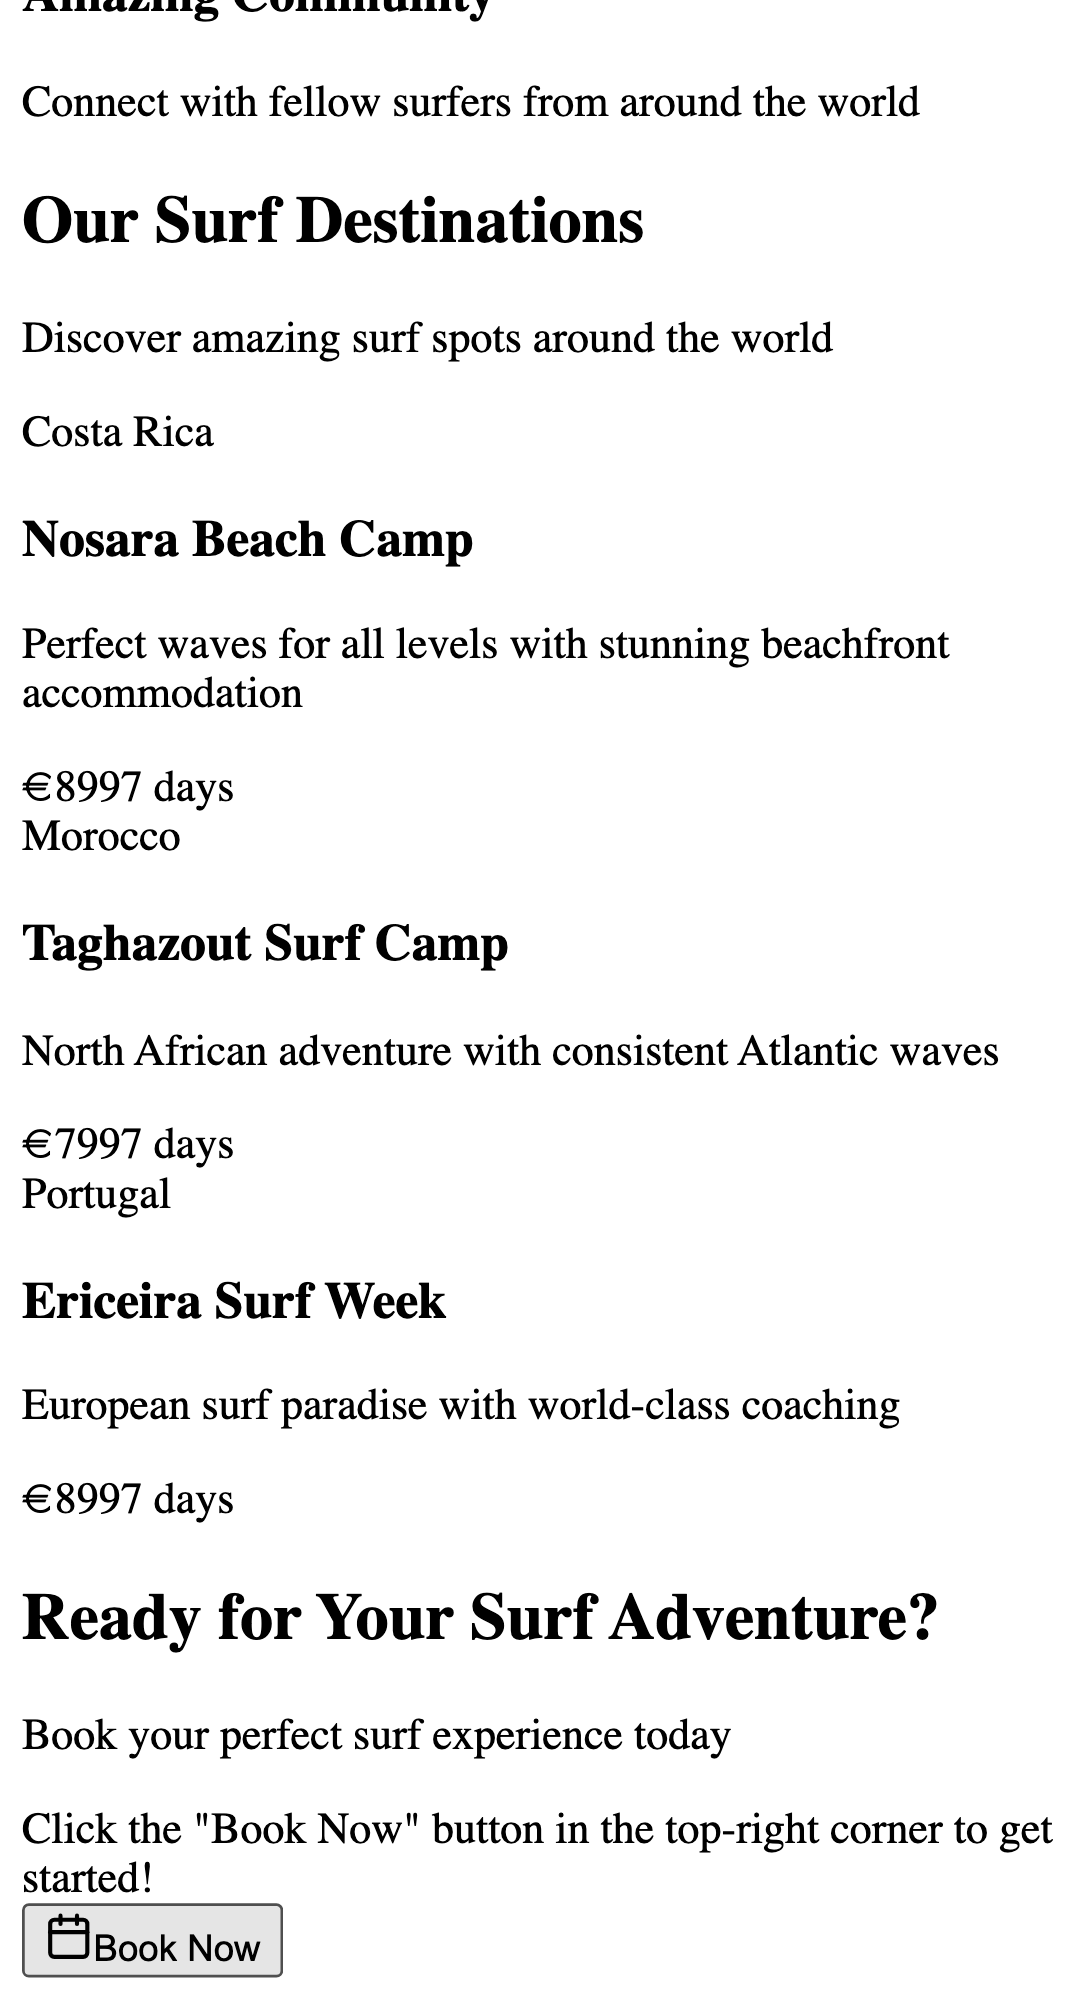 Amazing Community
Connect with fellow surfers from around the world
Our Surf Destinations
Discover amazing surf spots around the world
Costa Rica
Nosara Beach Camp
Perfect waves for all levels with stunning beachfront
accommodation
€8997 days
Morocco
Taghazout Surf Camp
North African adventure with consistent Atlantic waves
€7997 days
Portugal
Ericeira Surf Week
European surf paradise with world-class coaching
€8997 days
Ready for Your Surf Adventure?
Book your perfect surf experience today
Click the "Book Now" button in the top-right corner to get
started!
Book Now